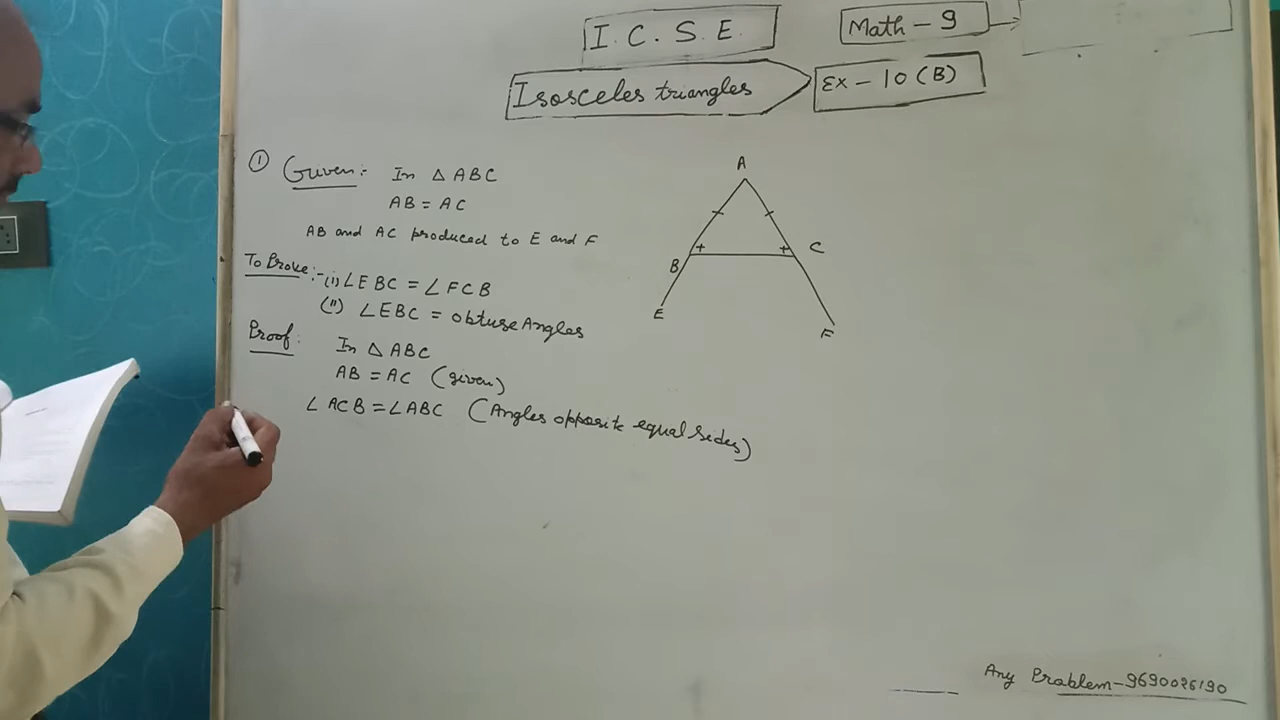 I. C. S. E.
Math - 9
Isosceles triangles
Ex - 10 (B)
① Given:- In △ ABC
AB = AC
AB and AC produced to E and F
To Prove:- (i) ∠EBC = ∠FCB
(ii) ∠EBC = obtuse Angles
Proof: In △ ABC
AB = AC (given)
∠ACB = ∠ABC (Angles opposite equal sides)
A
B
C
E
F
Any Problem-9690026190